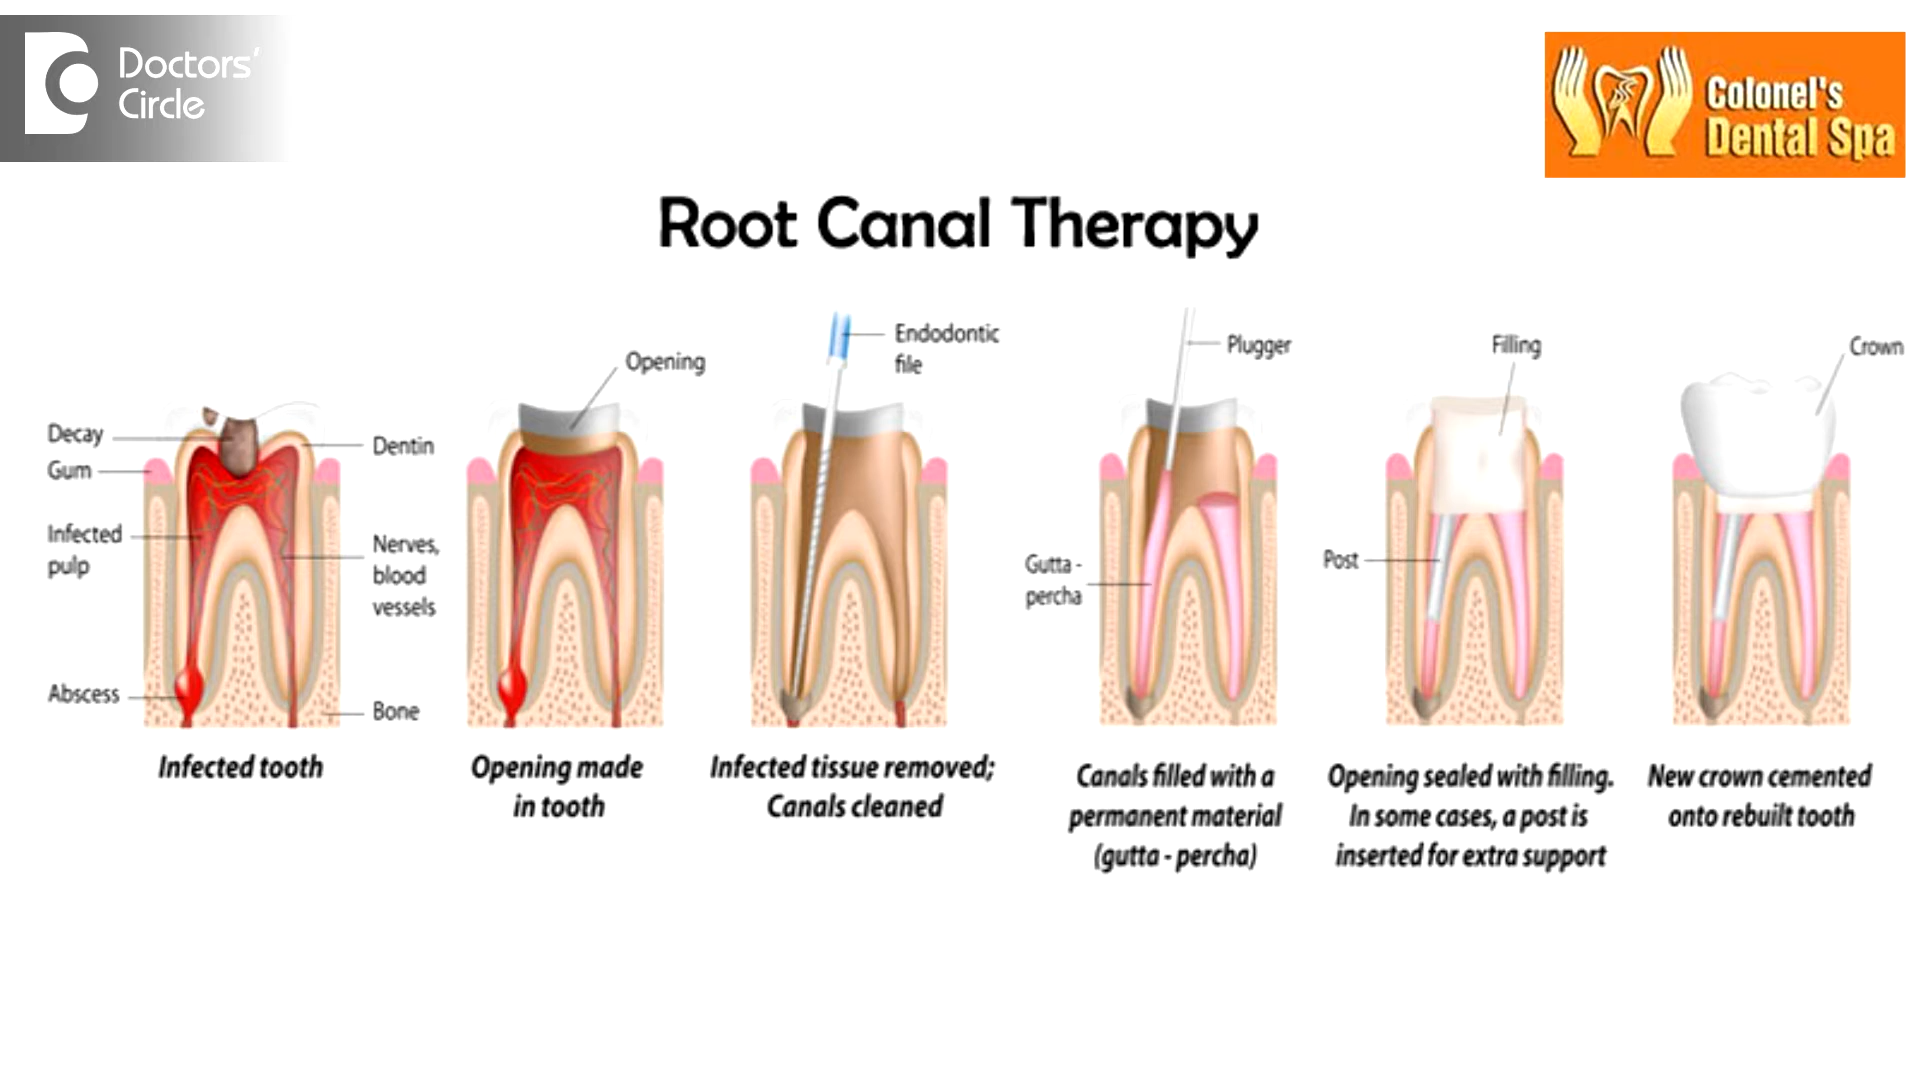 Doctors'
Circle
Colonel's
Dental Spa
Root Canal Therapy
Decay
Gum
Infected
pulp
Abscess
Dentin
Nerves,
blood
vessels
Bone
Infected tooth
Opening
Opening made
in tooth
Endodontic
file
Infected tissue removed;
Canals cleaned
Plugger
Gutta -
percha
Canals filled with a
permanent material
(gutta - percha)
Filling
Post
Opening sealed with filling.
In some cases, a post is
inserted for extra support
Crown
New crown cemented
onto rebuilt tooth